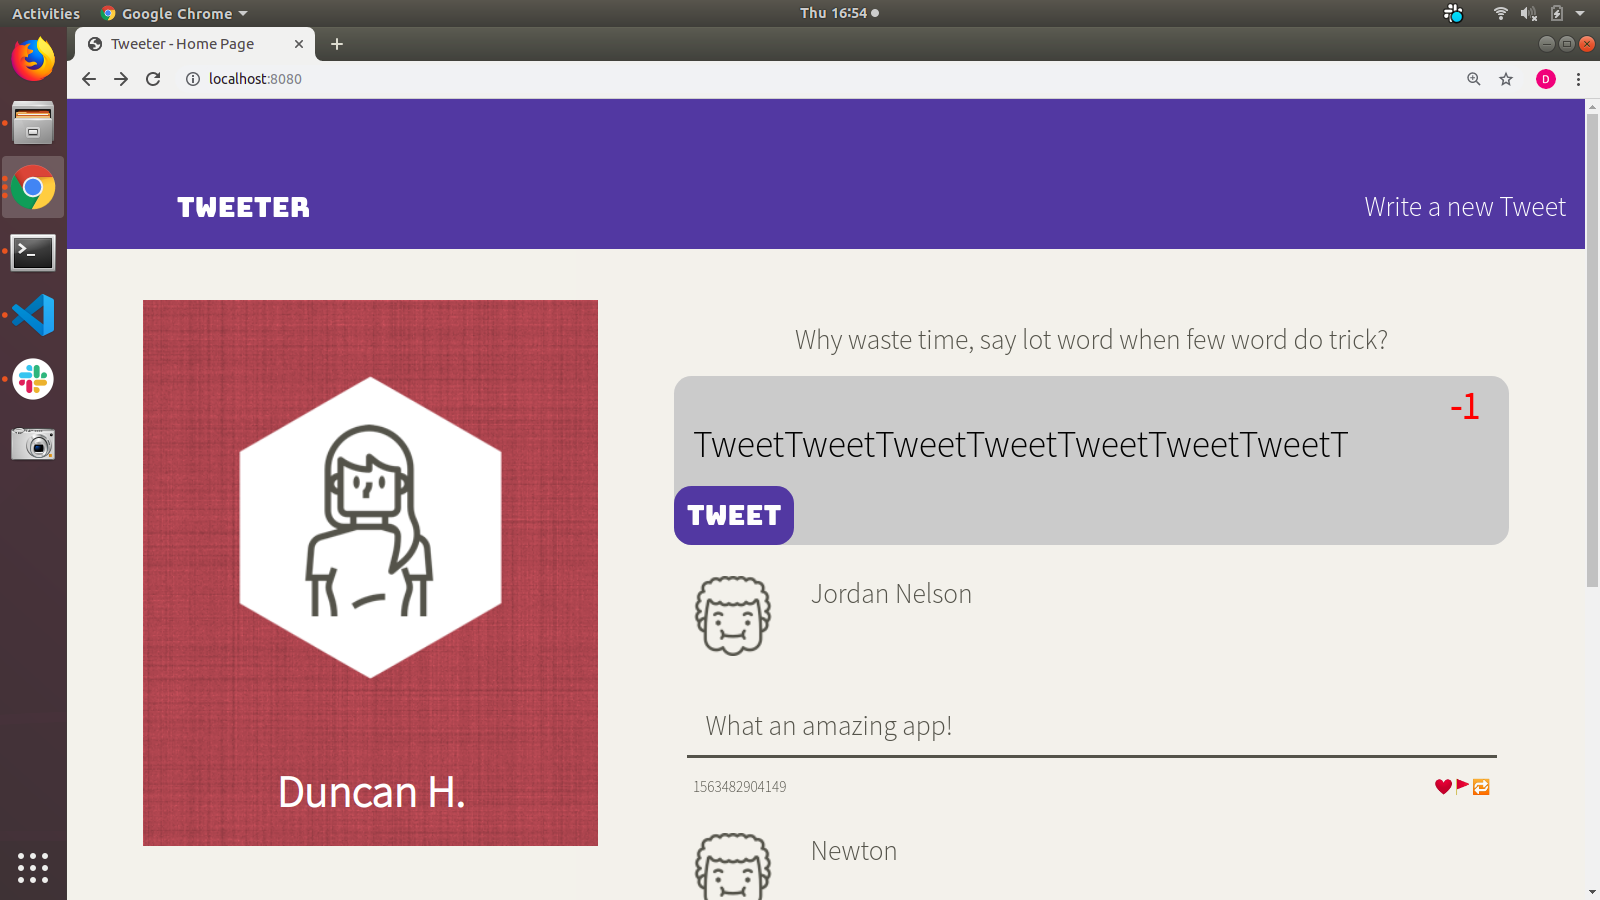 Activities Google Chrome Thu 16:54
Tweeter - Home Page
localhost:8080 D
TWEETER Write a new Tweet
Why waste time, say lot word when few word do trick?
-1
TweetTweetTweetTweetTweetTweetTweetT
TWEET
Jordan Nelson
What an amazing app!
1563482904149
Duncan H.
Newton